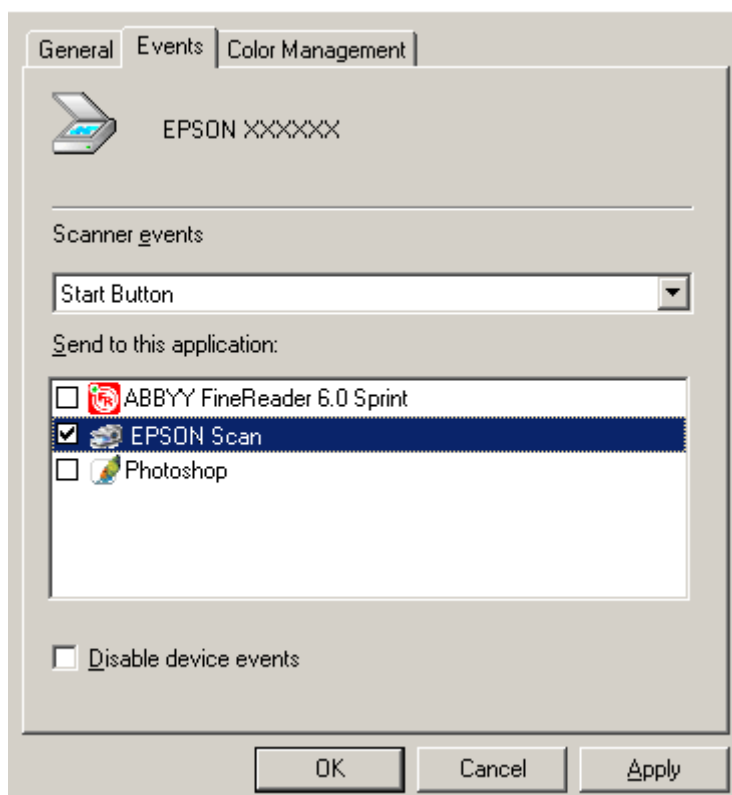 General Events Color Management
EPSON XXXXXX
Scanner events
Start Button
Send to this application:
ABBYY FineReader 6.0 Sprint
EPSON Scan
Photoshop
Disable device events
OK Cancel Apply